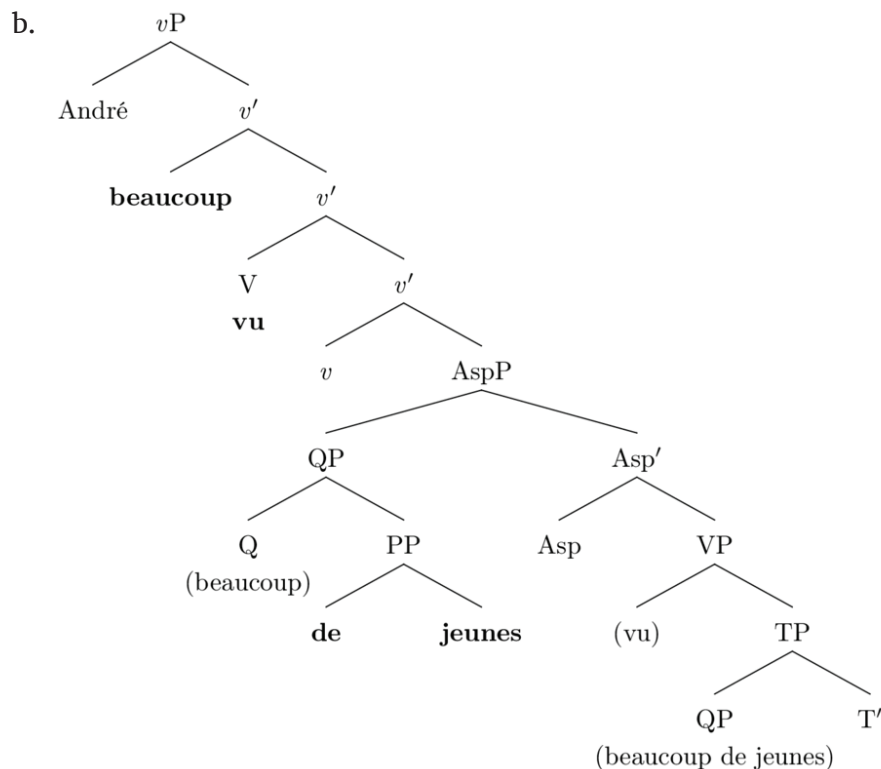 b.
vP
André v′
beaucoup v′
V v′
vu
v AspP
QP Asp′
Q PP Asp VP
(beaucoup)
de jeunes (vu) TP
QP T′
(beaucoup de jeunes)